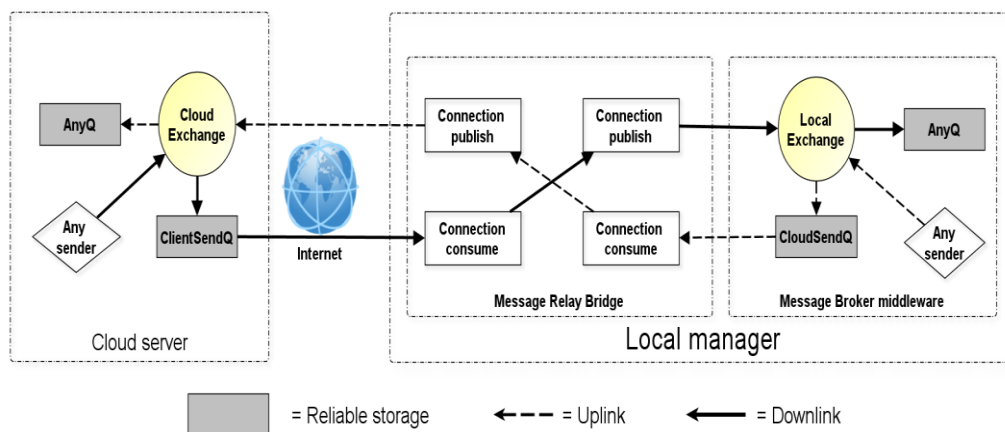 Cloud
Exchange
AnyQ
Any
sender
ClientSendQ
Cloud server
Internet
Connection
publish
Connection
publish
Connection
consume
Connection
consume
Message Relay Bridge
Local
Exchange
AnyQ
CloudSendQ
Any
sender
Message Broker middleware
Local manager
= Reliable storage
= Uplink
= Downlink